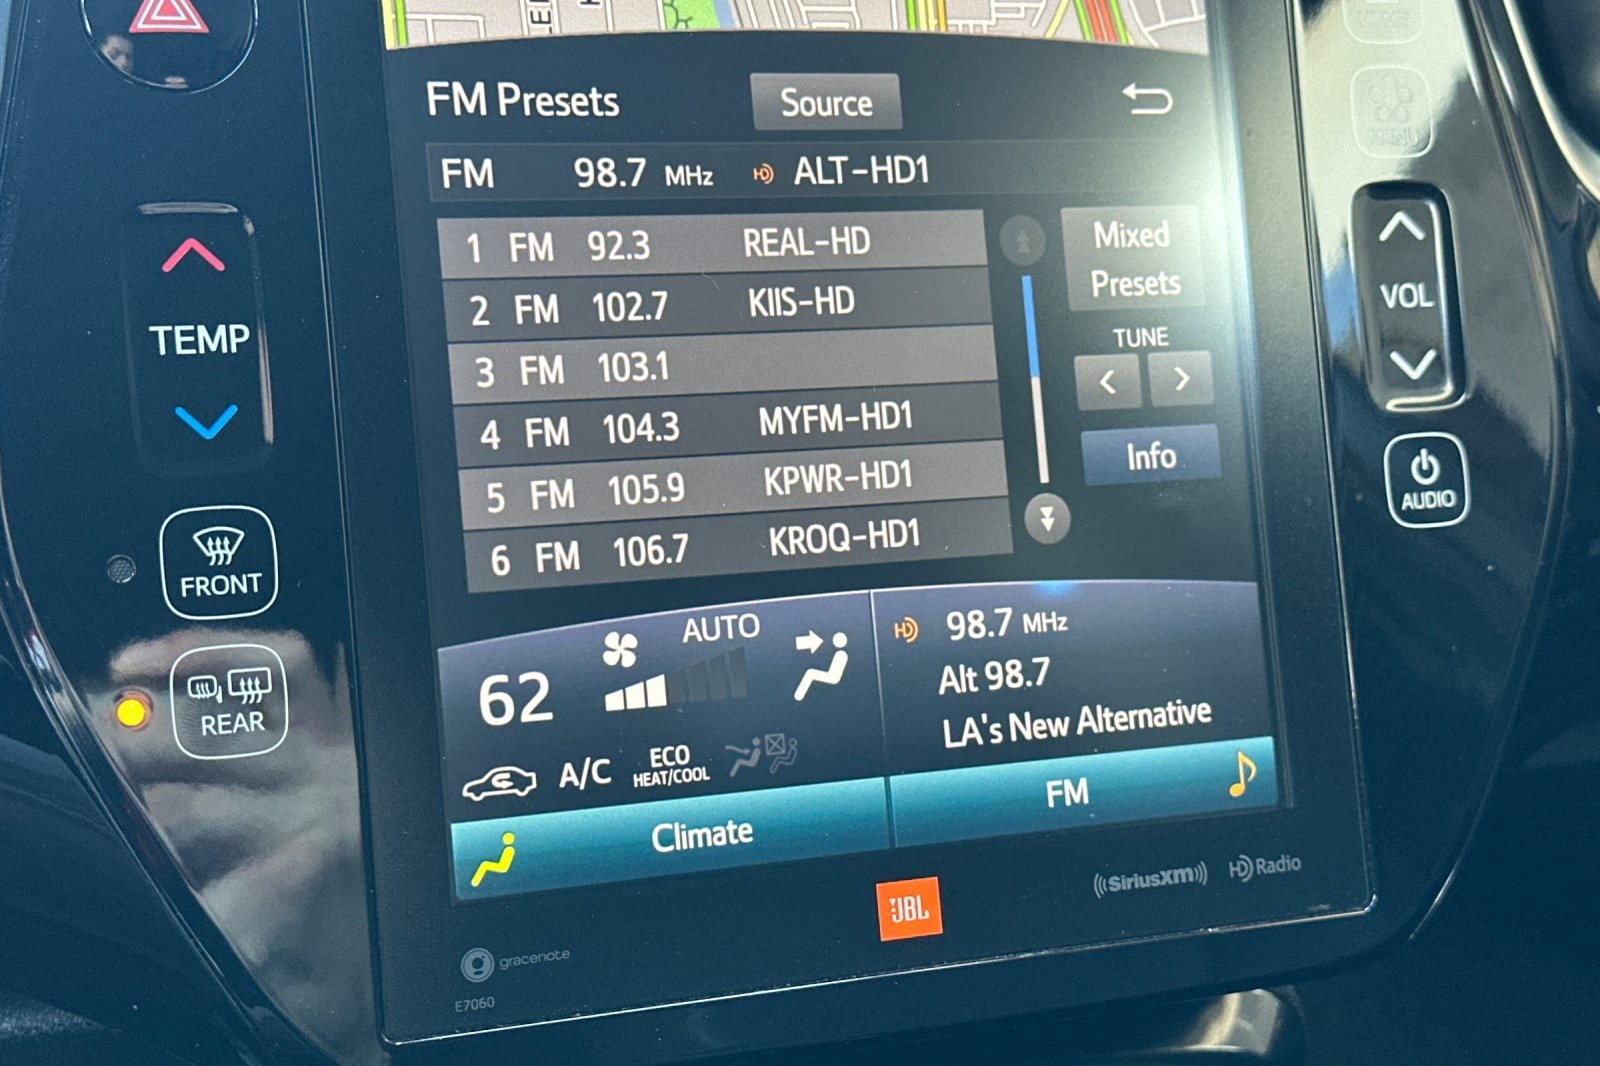 FM Presets Source
FM 98.7 MHz HD ALT-HD1
1 FM 92.3 REAL-HD
2 FM 102.7 KIIS-HD
3 FM 103.1
4 FM 104.3 MYFM-HD1
5 FM 105.9 KPWR-HD1
6 FM 106.7 KROQ-HD1
Mixed
Presets
TUNE
Info
TEMP
FRONT
REAR
VOL
AUDIO
AUTO
62
A/C
ECO
HEAT/COOL
Climate
HD 98.7 MHz
Alt 98.7
LA's New Alternative
FM
JBL
SiriusXM HD Radio
gracenote
E7060